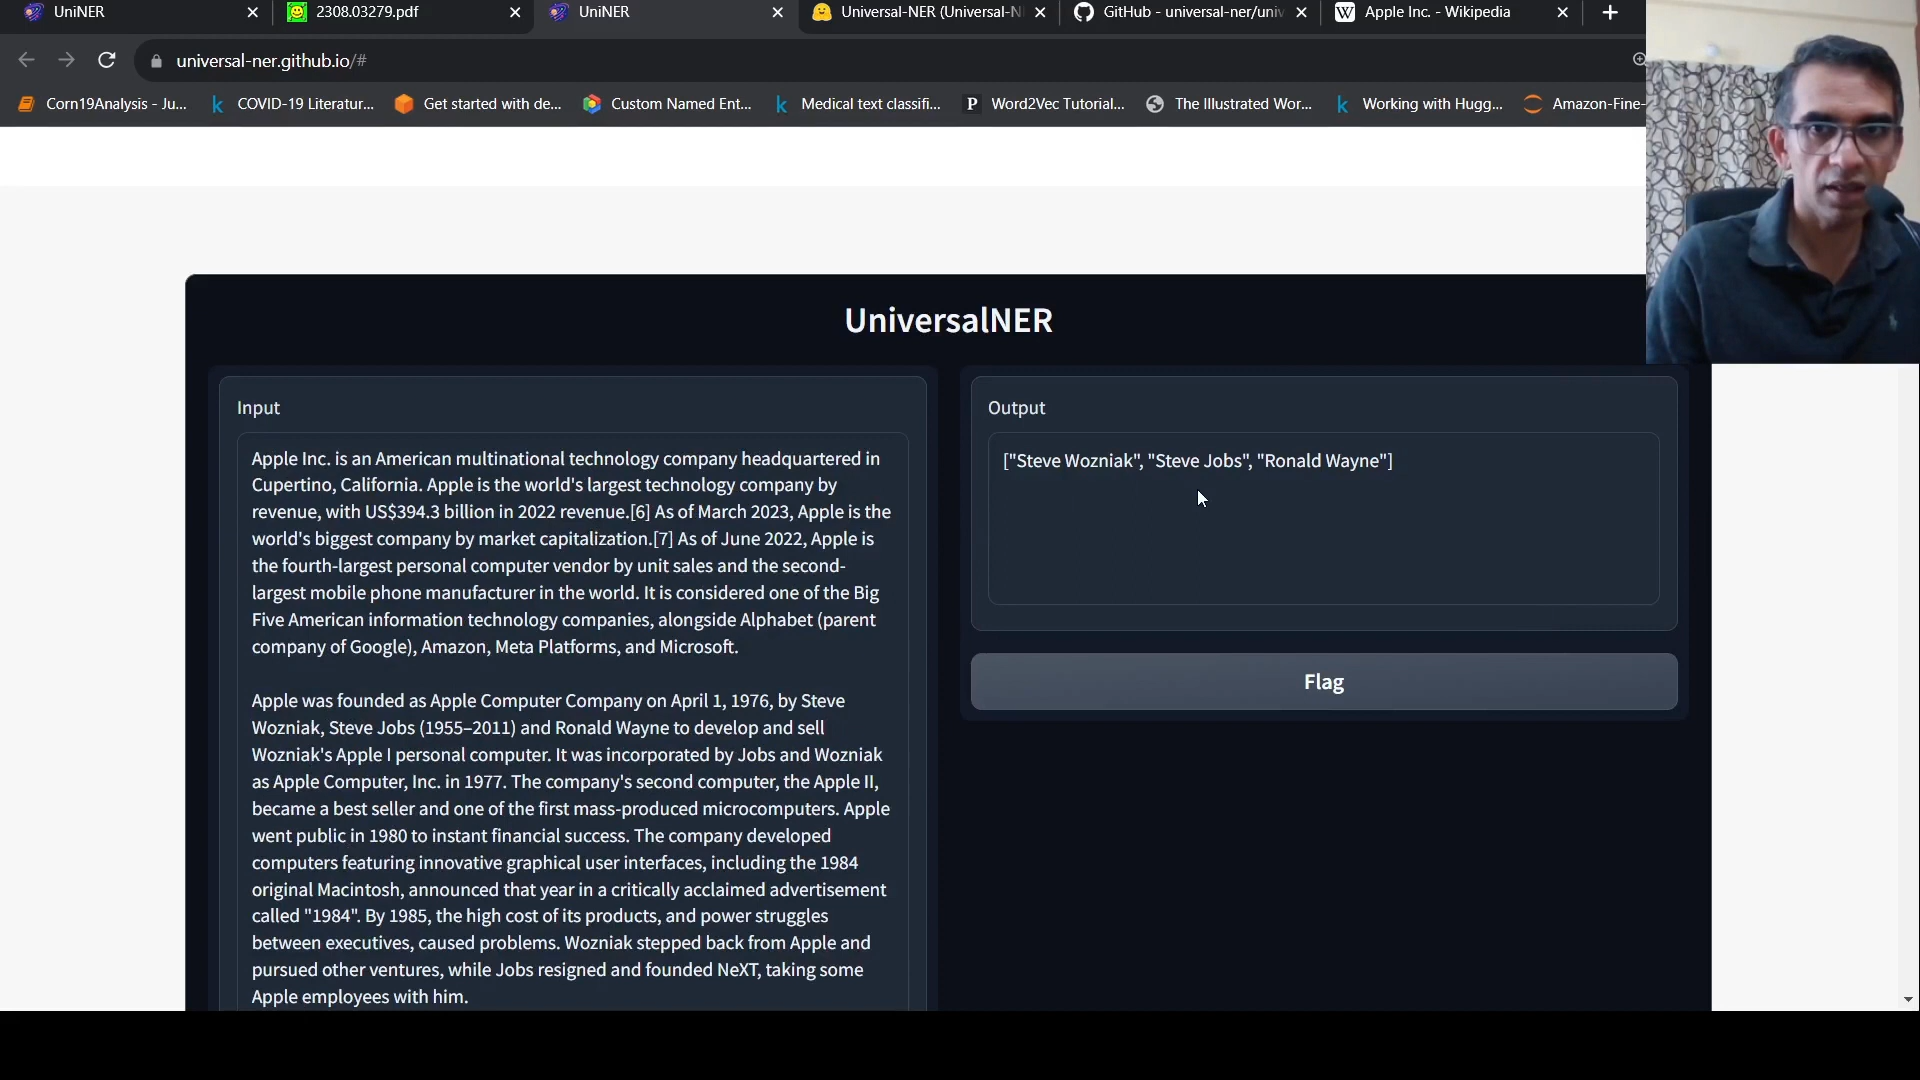 UniNER
2308.03279.pdf
UniNER
Universal-NER (Universal-N
GitHub - universal-ner/univ
Apple Inc. - Wikipedia
universal-ner.github.io/#
Corn19Analysis - Ju...
COVID-19 Literatur...
Get started with de...
Custom Named Ent...
Medical text classifi...
Word2Vec Tutorial...
The Illustrated Wor...
Working with Hugg...
Amazon-Fine-
UniversalNER
Input
Apple Inc. is an American multinational technology company headquartered in
Cupertino, California. Apple is the world's largest technology company by
revenue, with US$394.3 billion in 2022 revenue.[6] As of March 2023, Apple is the
world's biggest company by market capitalization.[7] As of June 2022, Apple is
the fourth-largest personal computer vendor by unit sales and the second-
largest mobile phone manufacturer in the world. It is considered one of the Big
Five American information technology companies, alongside Alphabet (parent
company of Google), Amazon, Meta Platforms, and Microsoft.
Apple was founded as Apple Computer Company on April 1, 1976, by Steve
Wozniak, Steve Jobs (1955–2011) and Ronald Wayne to develop and sell
Wozniak's Apple I personal computer. It was incorporated by Jobs and Wozniak
as Apple Computer, Inc. in 1977. The company's second computer, the Apple II,
became a best seller and one of the first mass-produced microcomputers. Apple
went public in 1980 to instant financial success. The company developed
computers featuring innovative graphical user interfaces, including the 1984
original Macintosh, announced that year in a critically acclaimed advertisement
called "1984". By 1985, the high cost of its products, and power struggles
between executives, caused problems. Wozniak stepped back from Apple and
pursued other ventures, while Jobs resigned and founded NeXT, taking some
Apple employees with him.
Output
["Steve Wozniak", "Steve Jobs", "Ronald Wayne"]
Flag